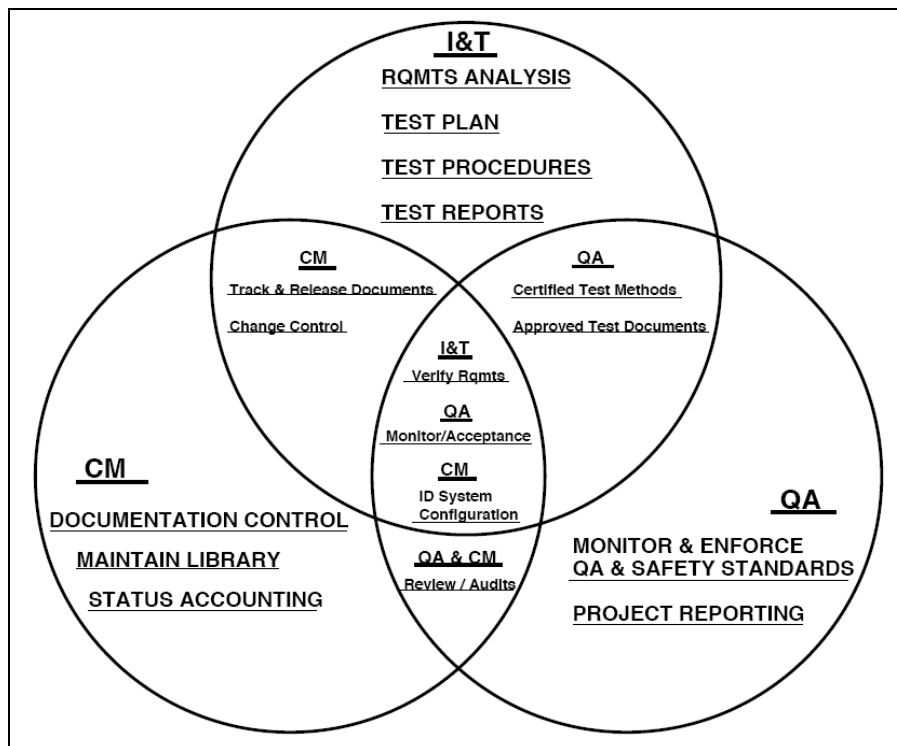 I&T
RQMTS ANALYSIS
TEST PLAN
TEST PROCEDURES
TEST REPORTS
CM
Track & Release Documents
Change Control
QA
Certified Test Methods
Approved Test Documents
I&T
Verify Rqmts
QA
Monitor/Acceptance
CM
ID System
Configuration
QA & CM
Review / Audits
CM
DOCUMENTATION CONTROL
MAINTAIN LIBRARY
STATUS ACCOUNTING
QA
MONITOR & ENFORCE
QA & SAFETY STANDARDS
PROJECT REPORTING